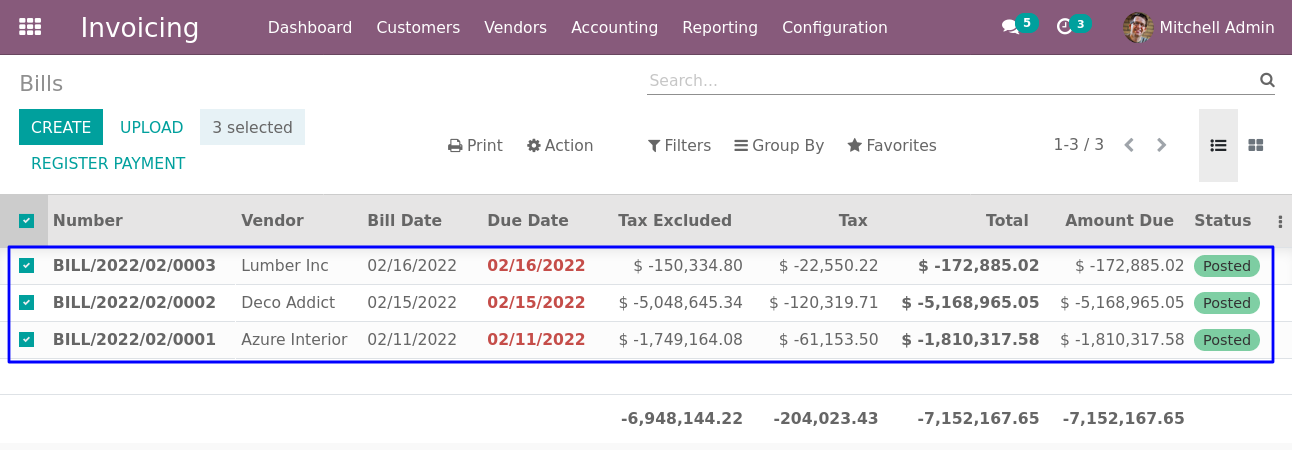 Invoicing Dashboard Customers Vendors Accounting Reporting Configuration 5 3 Mitchell Admin
Bills Search...
CREATE UPLOAD 3 selected
Print Action Filters Group By Favorites 1-3 / 3
REGISTER PAYMENT
Number Vendor Bill Date Due Date Tax Excluded Tax Total Amount Due Status
BILL/2022/02/0003 Lumber Inc 02/16/2022 02/16/2022 $ -150,334.80 $ -22,550.22 $ -172,885.02 $ -172,885.02 Posted
BILL/2022/02/0002 Deco Addict 02/15/2022 02/15/2022 $ -5,048,645.34 $ -120,319.71 $ -5,168,965.05 $ -5,168,965.05 Posted
BILL/2022/02/0001 Azure Interior 02/11/2022 02/11/2022 $ -1,749,164.08 $ -61,153.50 $ -1,810,317.58 $ -1,810,317.58 Posted
-6,948,144.22 -204,023.43 -7,152,167.65 -7,152,167.65